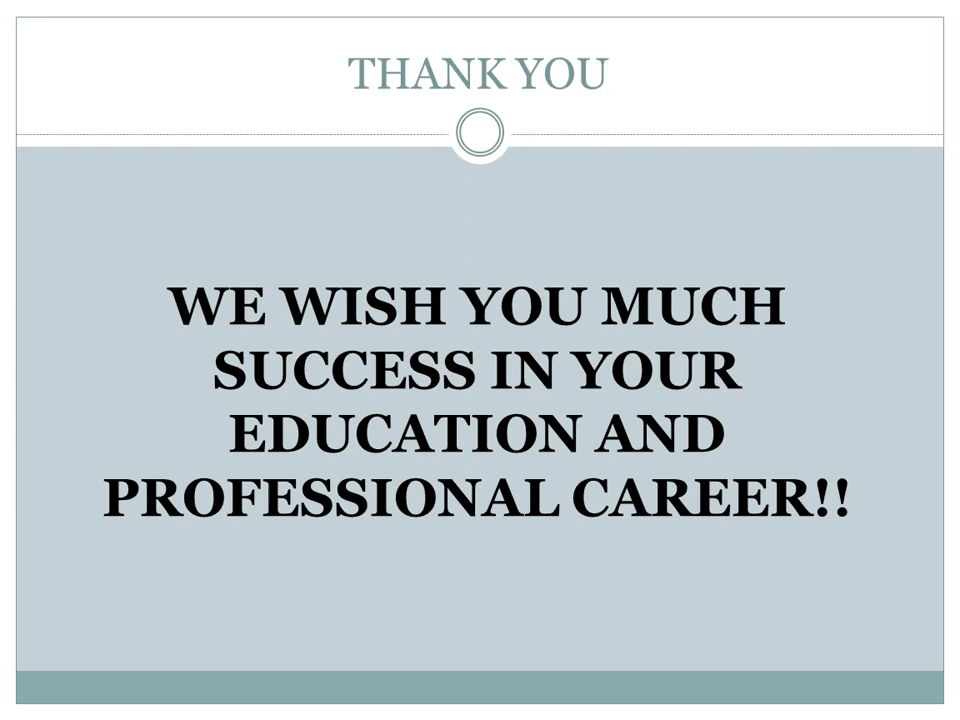 THANK YOU
WE WISH YOU MUCH
SUCCESS IN YOUR
EDUCATION AND
PROFESSIONAL CAREER!!